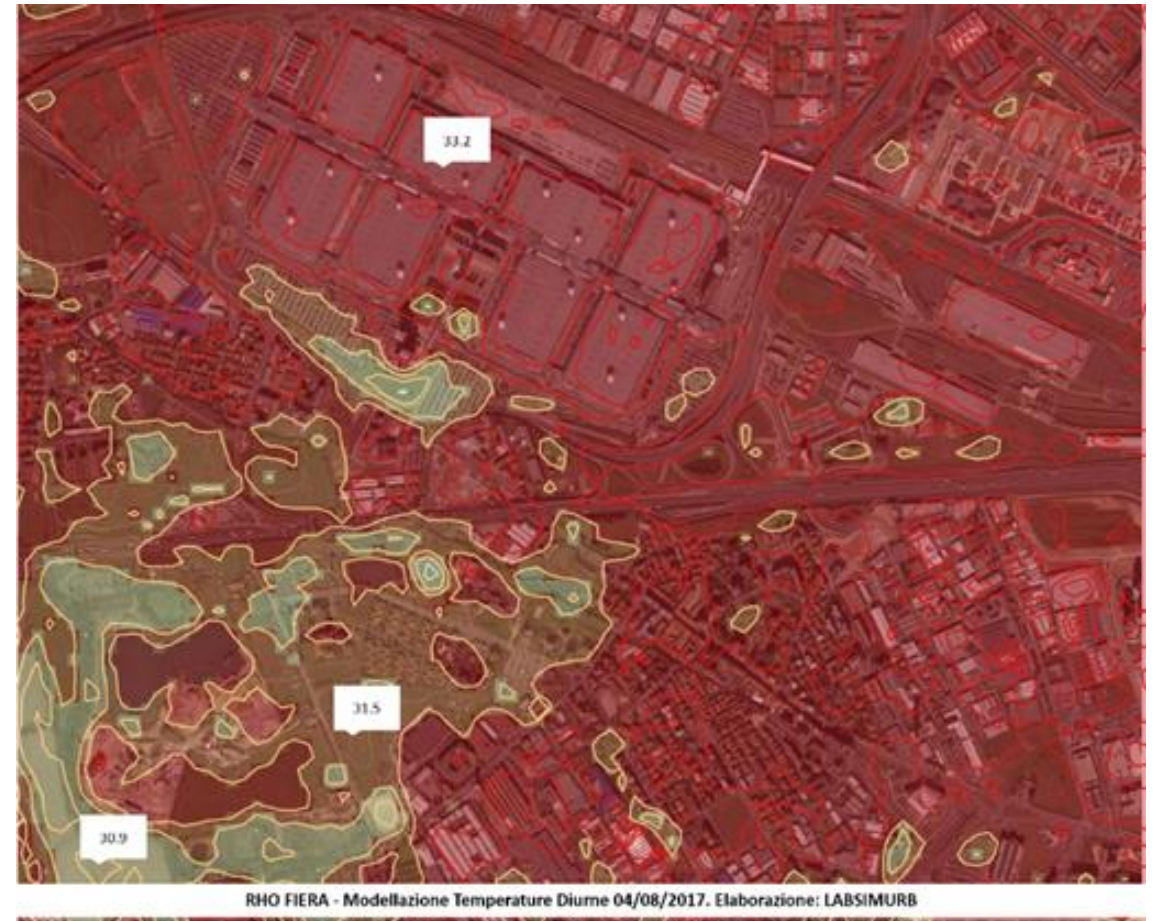 33.2
31.5
30.9
RHO FIERA - Modellazione Temperature Diurne 04/08/2017. Elaborazione: LABSIMURB